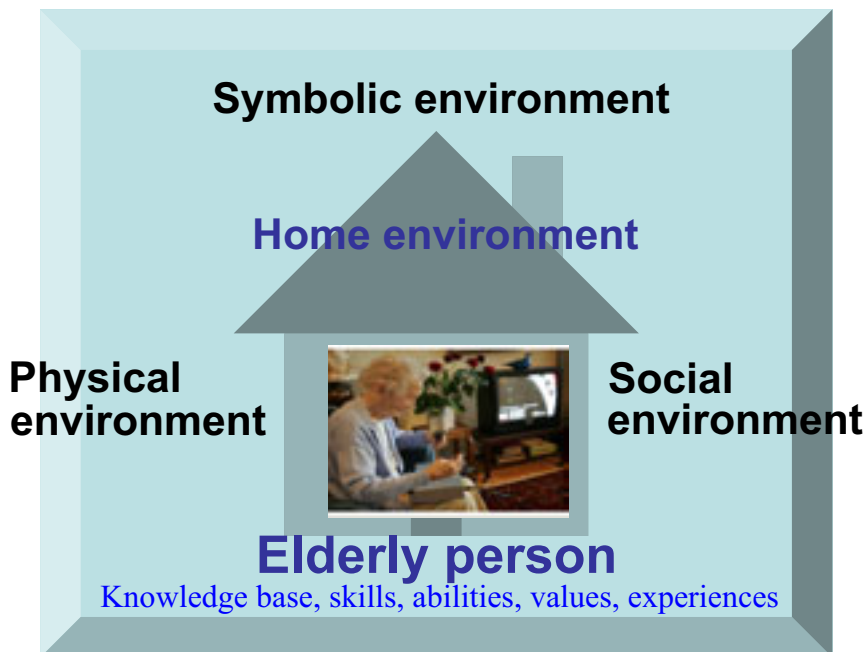 Symbolic environment
Home environment
Physical
environment
Social
environment
Elderly person
Knowledge base, skills, abilities, values, experiences